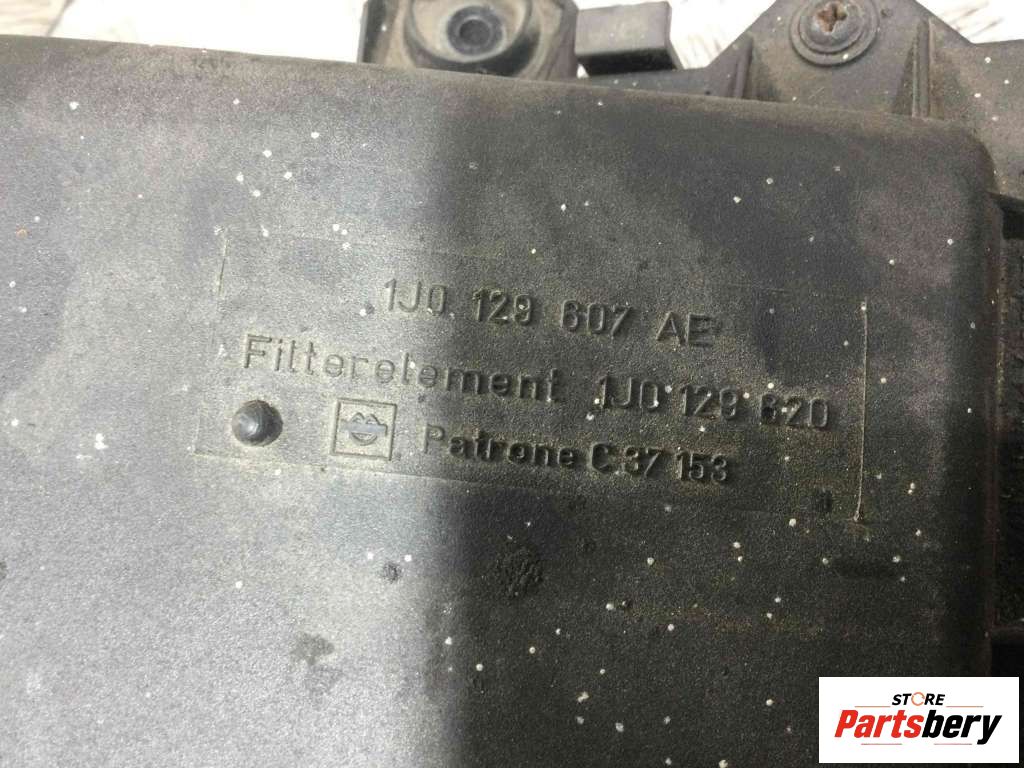 1J0 129 607 AE
Filterelement 1J0 129 620
Patrone C 37 153
STORE
Partsbery